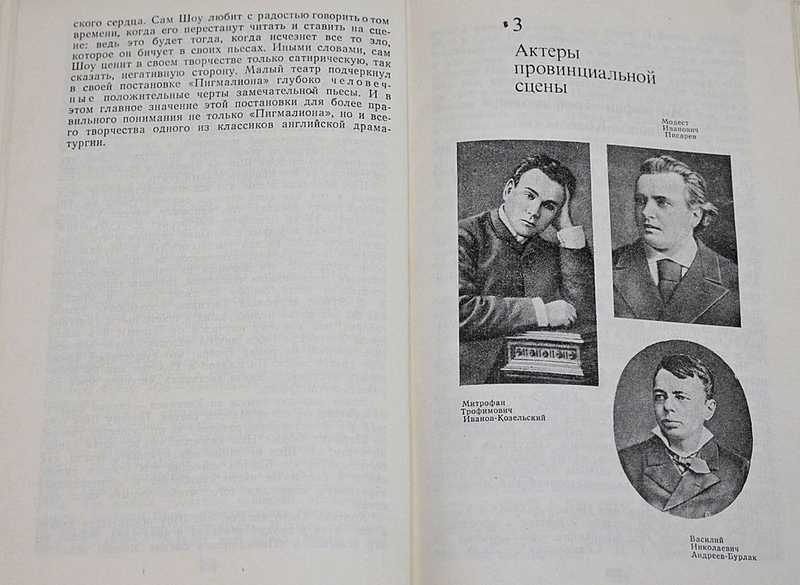 ского сердца. Сам Шоу любит с радостью говорить о том
времени, когда его перестанут читать и ставить на сце-
не: ведь это будет тогда, когда исчезнет все то зло,
которое он бичует в своих пьесах. Иными словами, сам
Шоу ценит в своем творчестве только сатирическую, так
сказать, негативную сторону. Малый театр подчеркнул
в своей постановке «Пигмалиона» глубоко человеч-
ные положительные черты замечательной пьесы. И в
этом главное значение этой постановки для более пра-
вильного понимания не только «Пигмалиона», но и все-
го творчества одного из классиков английской драма-
тургии.
3
Актеры
провинциальной
сцены
Модест
Иванович
Писарев
Митрофан
Трофимович
Иванов-Козельский
Василий
Николаевич
Андреев-Бурлак